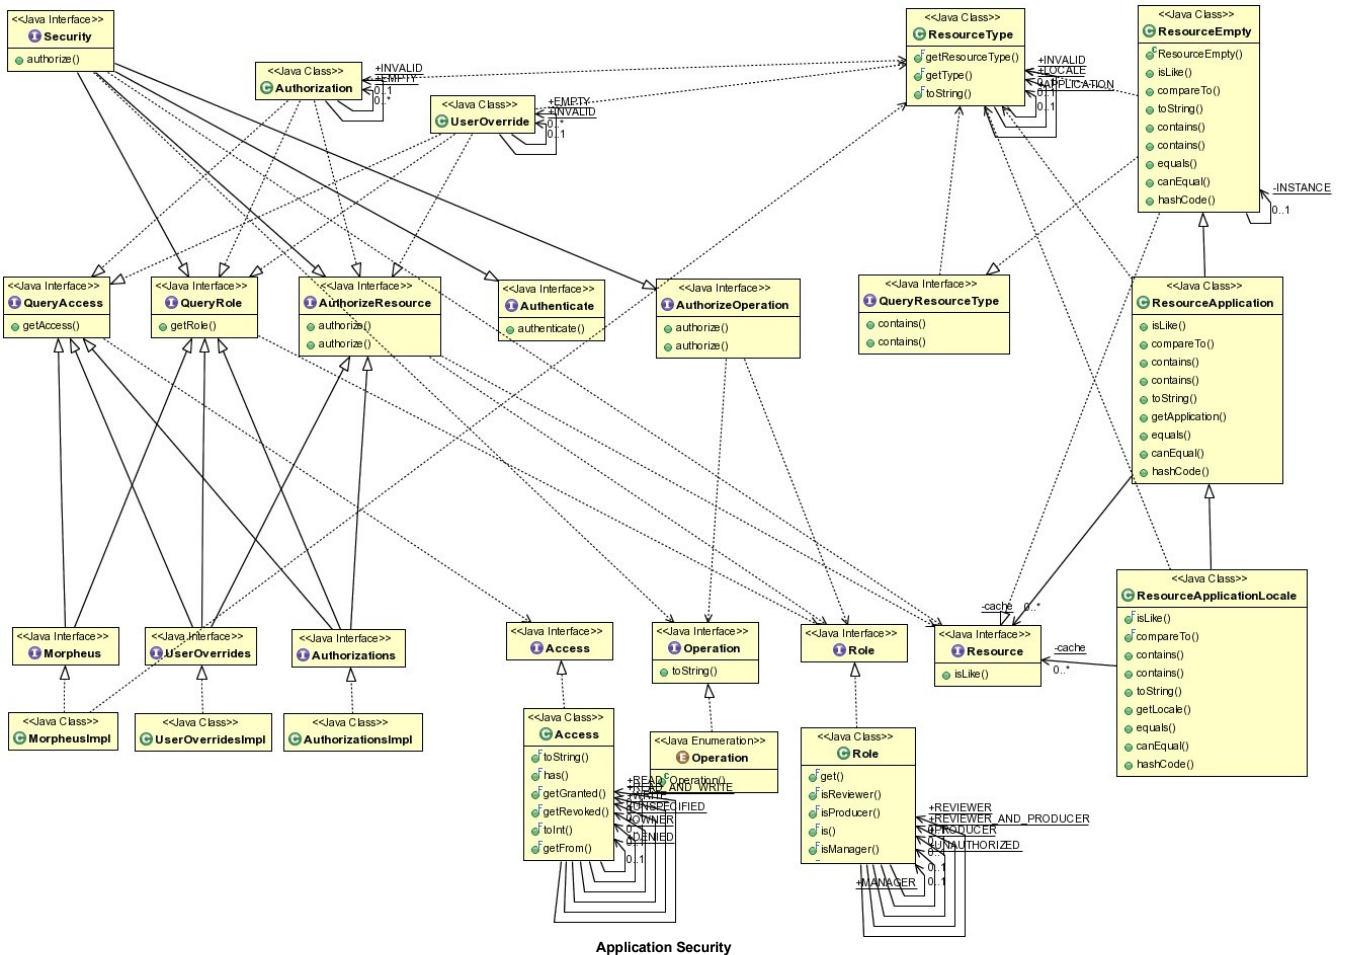 <<Java Interface>>
Security
authorize()
<<Java Class>>
Authorization
+INVALID
+EMPTY
0..1
0..*
<<Java Class>>
UserOverride
+EMPTY
+INVALID
0..*
0..1
<<Java Class>>
ResourceType
getResourceType()
getType()
toString()
+INVALID
+LOCALE
+APPLICATION
0..1
0..1
<<Java Class>>
ResourceEmpty
ResourceEmpty()
isLike()
compareTo()
toString()
contains()
contains()
equals()
canEqual()
hashCode()
-INSTANCE
0..1
<<Java Interface>>
QueryAccess
getAccess()
<<Java Interface>>
QueryRole
getRole()
<<Java Interface>>
AuthorizeResource
authorize()
authorize()
<<Java Interface>>
Authenticate
authenticate()
<<Java Interface>>
AuthorizeOperation
authorize()
authorize()
<<Java Interface>>
QueryResourceType
contains()
contains()
<<Java Class>>
ResourceApplication
isLike()
compareTo()
contains()
contains()
toString()
getApplication()
equals()
canEqual()
hashCode()
<<Java Interface>>
Morpheus
<<Java Interface>>
UserOverrides
<<Java Interface>>
Authorizations
<<Java Interface>>
Access
<<Java Interface>>
Operation
toString()
<<Java Interface>>
Role
<<Java Interface>>
Resource
isLike()
-cache
0..*
-cache
0..*
<<Java Class>>
ResourceApplicationLocale
isLike()
compareTo()
contains()
contains()
toString()
getLocale()
equals()
canEqual()
hashCode()
<<Java Class>>
MorpheusImpl
<<Java Class>>
UserOverridesImpl
<<Java Class>>
AuthorizationsImpl
<<Java Class>>
Access
toString()
has()
getGranted()
getRevoked()
toInt()
getFrom()
<<Java Enumeration>>
Operation
Operation()
+READ
+READ_AND_WRITE
+WRITE
+UNSPECIFIED
+OWNER
+DENIED
0..1
<<Java Class>>
Role
get()
isReviewer()
isProducer()
is()
isManager()
+REVIEWER
+REVIEWER_AND_PRODUCER
+PRODUCER
+UNAUTHORIZED
0..1
0..1
+MANAGER
Application Security